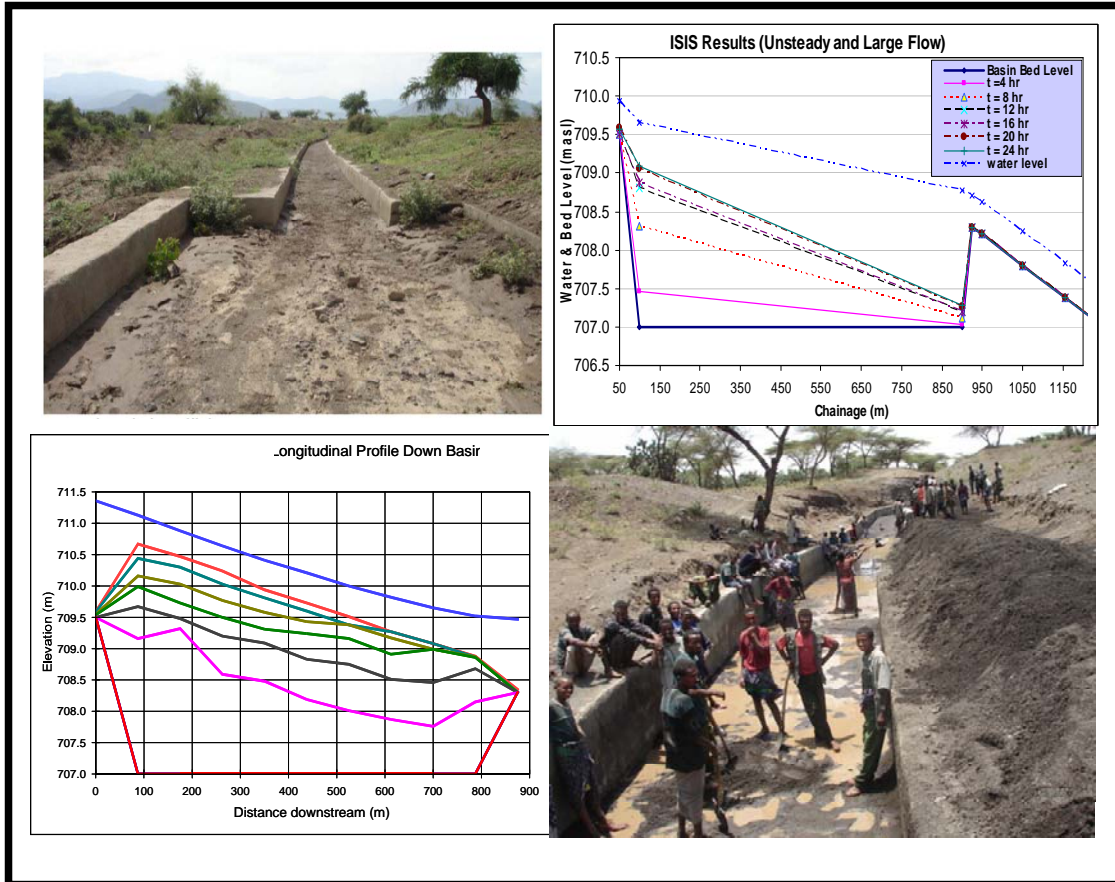 ISIS Results (Unsteady and Large Flow)
710.5
710.0
709.5
709.0
708.5
708.0
707.5
707.0
706.5
Water & Bed Level (masl)
Basin Bed Level
t =4 hr
t = 8 hr
t = 12 hr
t = 16 hr
t = 20 hr
t = 24 hr
water level
50 150 250 350 450 550 650 750 850 950 1050 1150
Chainage (m)
ongitudinal Profile Down Basir
711.5
711.0
710.5
710.0
709.5
709.0
708.5
708.0
707.5
707.0
Elevation (m)
0 100 200 300 400 500 600 700 800 900
Distance downstream (m)